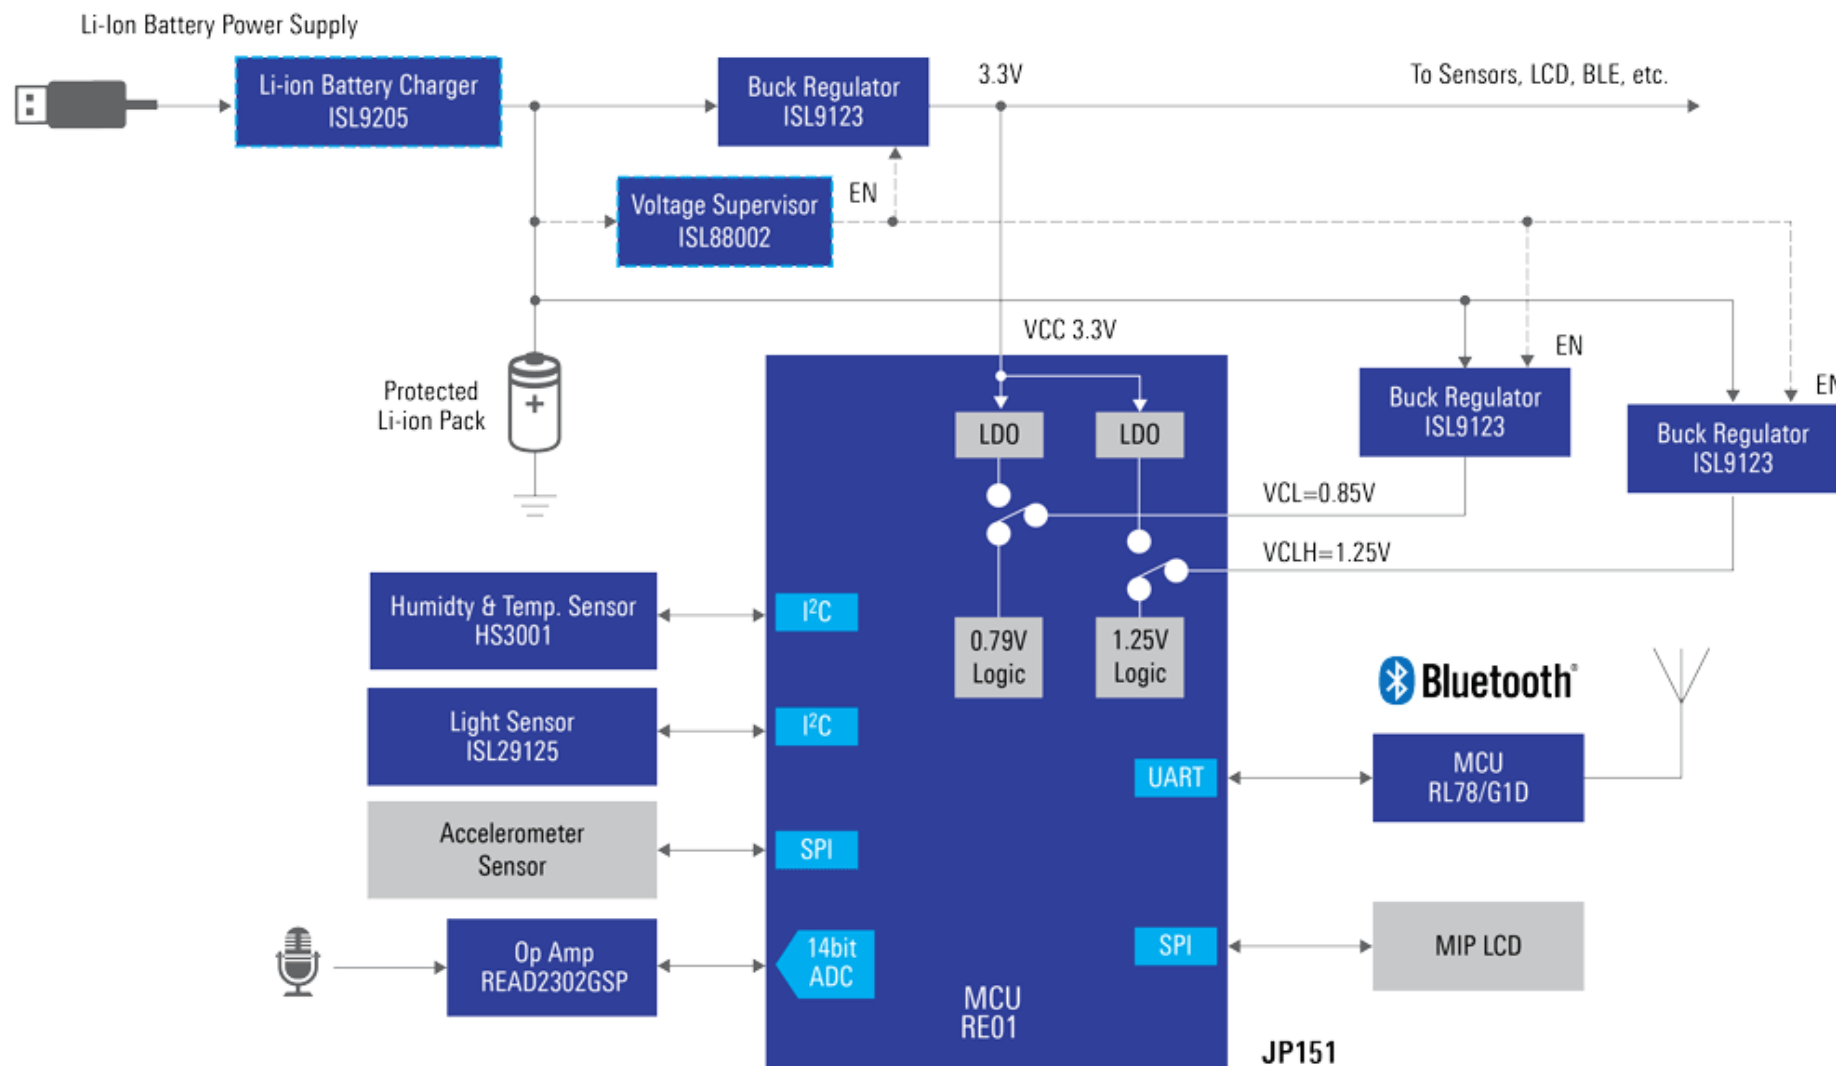 Li-Ion Battery Power Supply
Li-ion Battery Charger
ISL9205
Buck Regulator
ISL9123
3.3V
To Sensors, LCD, BLE, etc.
Voltage Supervisor
ISL88002
EN
VCC 3.3V
EN
EN
Protected
Li-ion Pack
+
LDO
LDO
Buck Regulator
ISL9123
Buck Regulator
ISL9123
VCL=0.85V
VCLH=1.25V
Humidty & Temp. Sensor
HS3001
I²C
0.79V
Logic
1.25V
Logic
Light Sensor
ISL29125
I²C
Bluetooth®
UART
MCU
RL78/G1D
Accelerometer
Sensor
SPI
Op Amp
READ2302GSP
14bit
ADC
SPI
MIP LCD
MCU
RE01
JP151